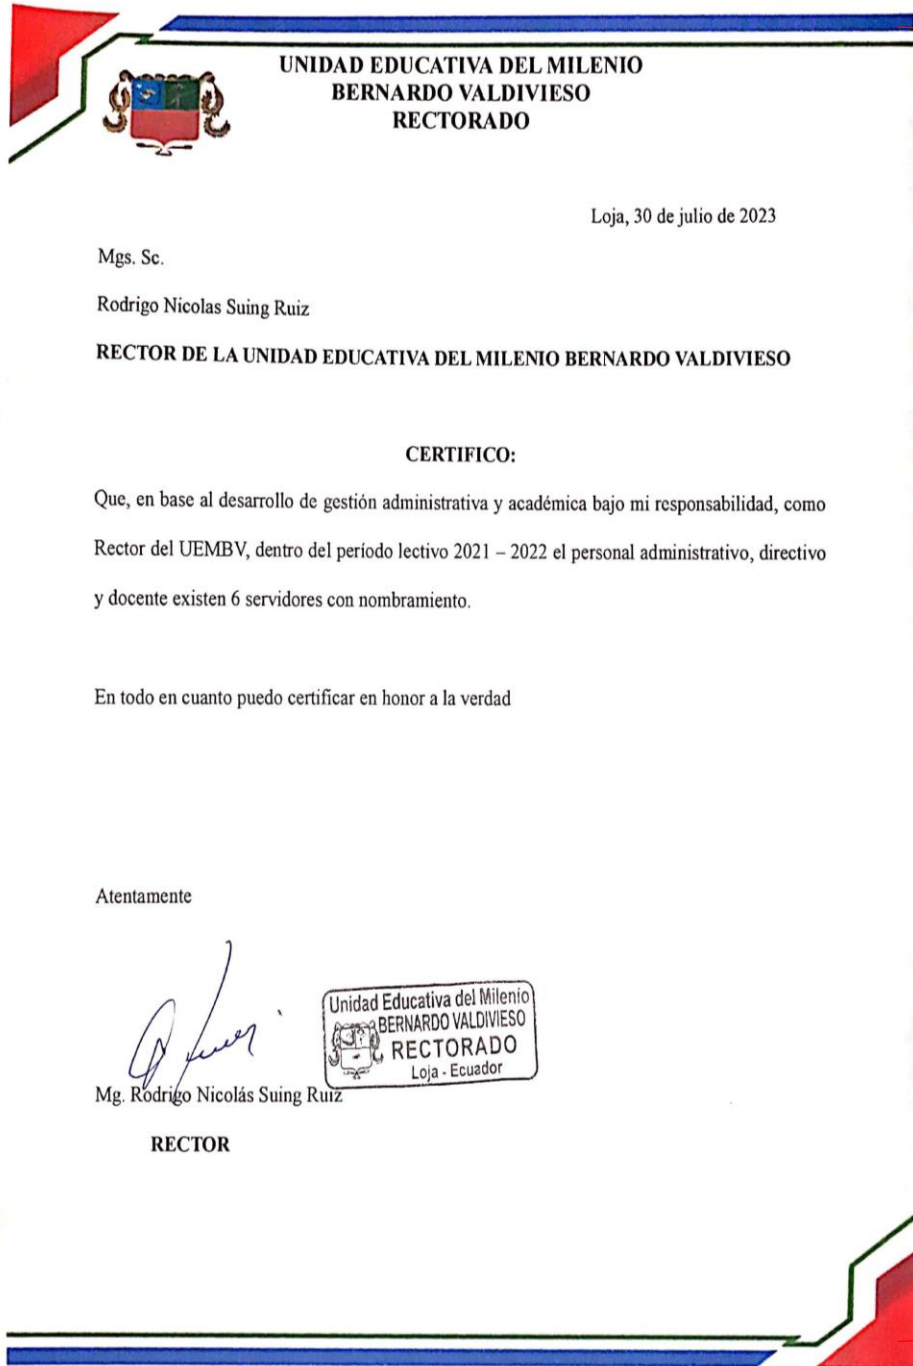 UNIDAD EDUCATIVA DEL MILENIO
BERNARDO VALDIVIESO
RECTORADO
Loja, 30 de julio de 2023
Mgs. Sc.
Rodrigo Nicolas Suing Ruiz
RECTOR DE LA UNIDAD EDUCATIVA DEL MILENIO BERNARDO VALDIVIESO
CERTIFICO:
Que, en base al desarrollo de gestión administrativa y académica bajo mi responsabilidad, como
Rector del UEMBV, dentro del período lectivo 2021 – 2022 el personal administrativo, directivo
y docente existen 6 servidores con nombramiento.
En todo en cuanto puedo certificar en honor a la verdad
Atentamente
Unidad Educativa del Milenio
BERNARDO VALDIVIESO
RECTORADO
Loja - Ecuador
Mg. Rodrigo Nicolás Suing Ruiz
RECTOR